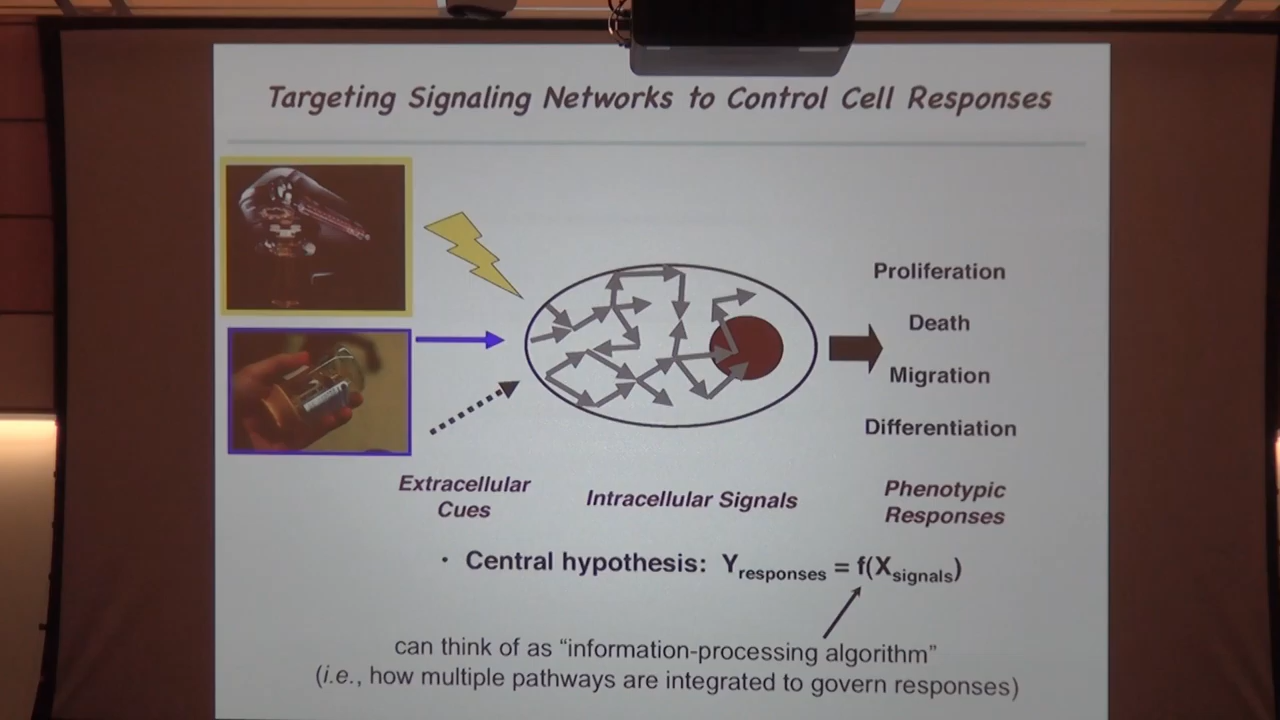 Targeting Signaling Networks to Control Cell Responses
Proliferation
Death
Migration
Differentiation
Extracellular
Cues
Intracellular Signals
Phenotypic
Responses
• Central hypothesis: Yresponses = f(Xsignals)
can think of as “information-processing algorithm”
(i.e., how multiple pathways are integrated to govern responses)